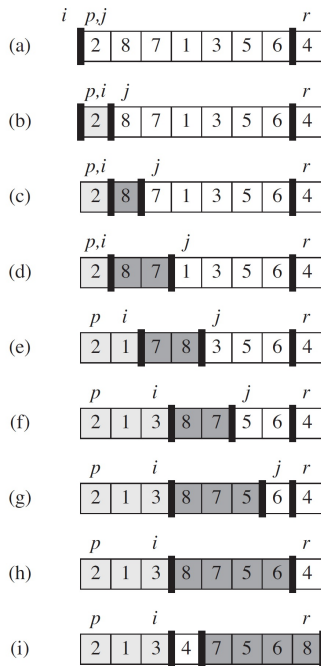 i p,j r
(a) 2 8 7 1 3 5 6 4
p,i j r
(b) 2 8 7 1 3 5 6 4
p,i j r
(c) 2 8 7 1 3 5 6 4
p,i j r
(d) 2 8 7 1 3 5 6 4
p i j r
(e) 2 1 7 8 3 5 6 4
p i j r
(f) 2 1 3 8 7 5 6 4
p i j r
(g) 2 1 3 8 7 5 6 4
p i r
(h) 2 1 3 8 7 5 6 4
p i r
(i) 2 1 3 4 7 5 6 8